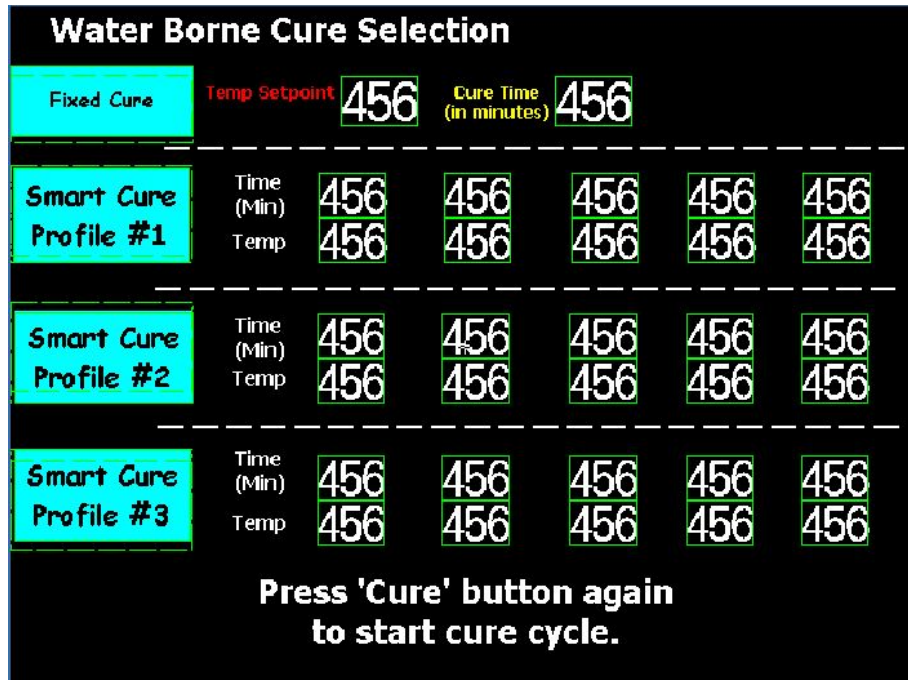 Water Borne Cure Selection
Fixed Cure Temp Setpoint 456 Cure Time (in minutes) 456
Smart Cure Profile #1
Time (Min) 456 456 456 456 456
Temp 456 456 456 456 456
Smart Cure Profile #2
Time (Min) 456 456 456 456 456
Temp 456 456 456 456 456
Smart Cure Profile #3
Time (Min) 456 456 456 456 456
Temp 456 456 456 456 456
Press 'Cure' button again
to start cure cycle.